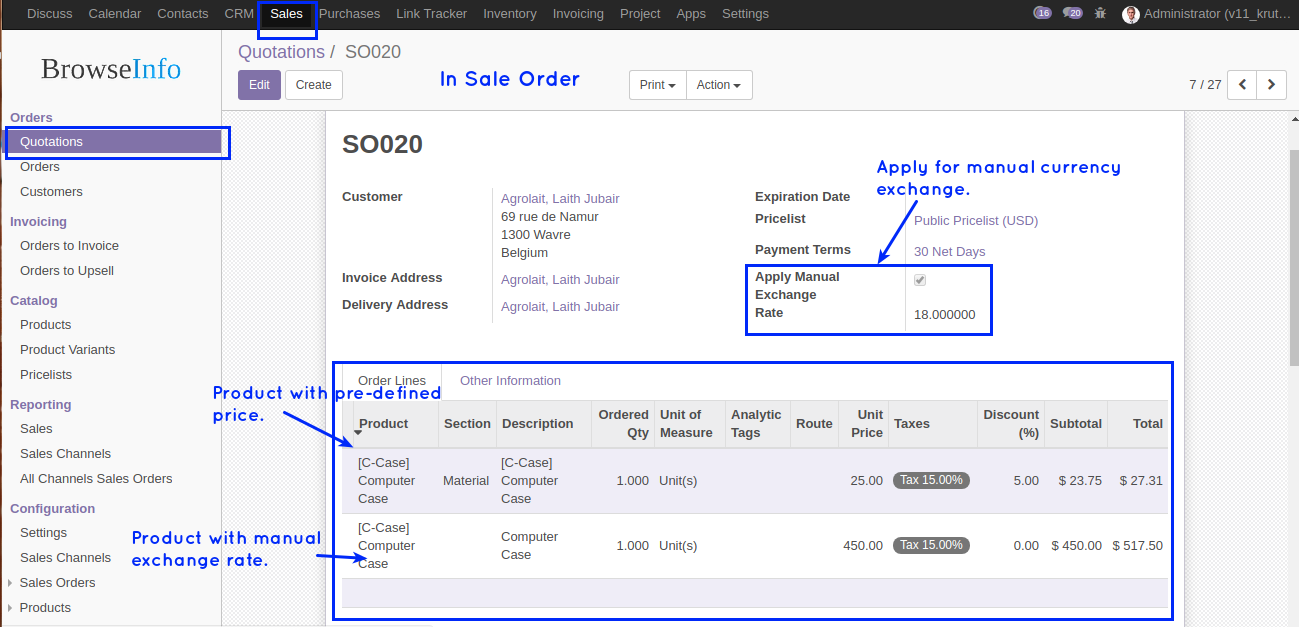 Discuss Calendar Contacts CRM Sales Purchases Link Tracker Inventory Invoicing Project Apps Settings 16 20 Administrator (v11_krut…
BrowseInfo
Quotations / SO020
In Sale Order
Edit Create Print Action 7 / 27
Orders
Quotations
Orders
Customers
Invoicing
Orders to Invoice
Orders to Upsell
Catalog
Products
Product Variants
Pricelists
Reporting
Sales
Sales Channels
All Channels Sales Orders
Configuration
Settings
Sales Channels
Sales Orders
Products
SO020
Apply for manual currency
exchange.
Customer
Agrolait, Laith Jubair
69 rue de Namur
1300 Wavre
Belgium
Invoice Address Agrolait, Laith Jubair
Delivery Address Agrolait, Laith Jubair
Expiration Date
Pricelist Public Pricelist (USD)
Payment Terms 30 Net Days
Apply Manual
Exchange
Rate 18.000000
Product with pre-defined
price.
Product with manual
exchange rate.
Order Lines Other Information
Product Section Description Ordered Qty Unit of Measure Analytic Tags Route Unit Price Taxes Discount (%) Subtotal Total
[C-Case] Computer Case Material [C-Case] Computer Case 1.000 Unit(s) 25.00 Tax 15.00% 5.00 $ 23.75 $ 27.31
[C-Case] Computer Case Computer Case 1.000 Unit(s) 450.00 Tax 15.00% 0.00 $ 450.00 $ 517.50